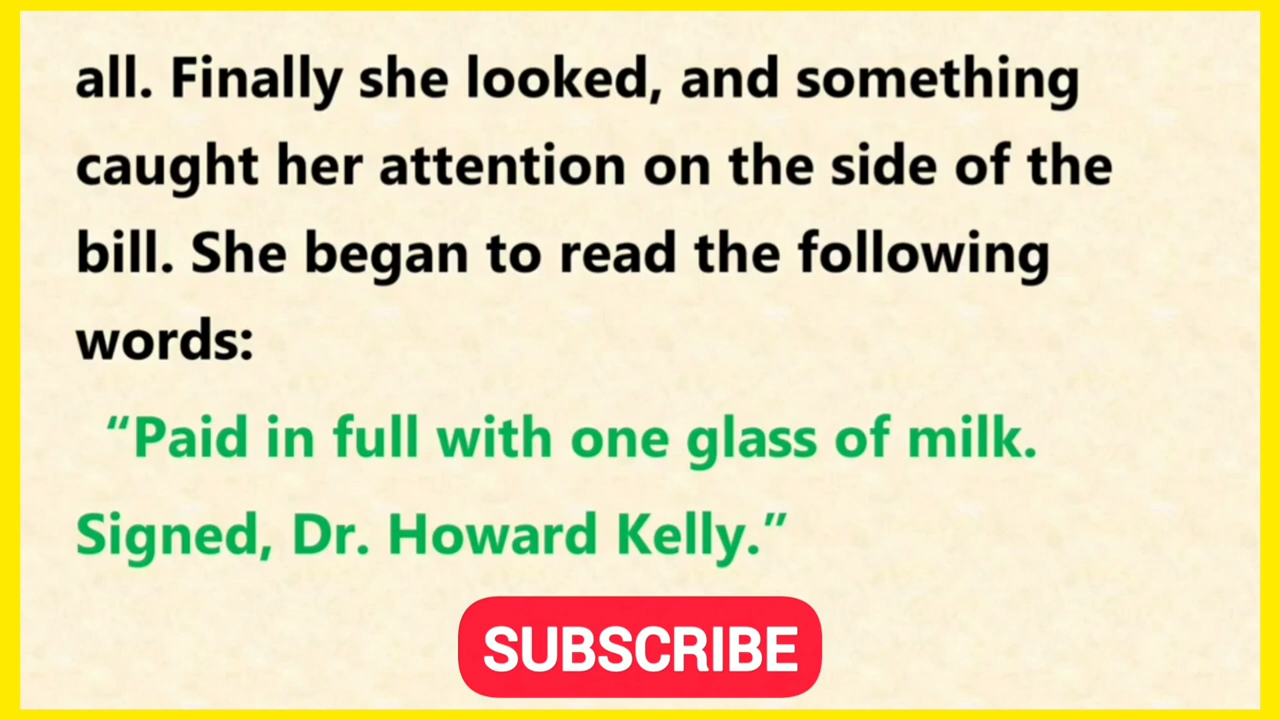 all. Finally she looked, and something
caught her attention on the side of the
bill. She began to read the following
words:
“Paid in full with one glass of milk.
Signed, Dr. Howard Kelly.”
SUBSCRIBE